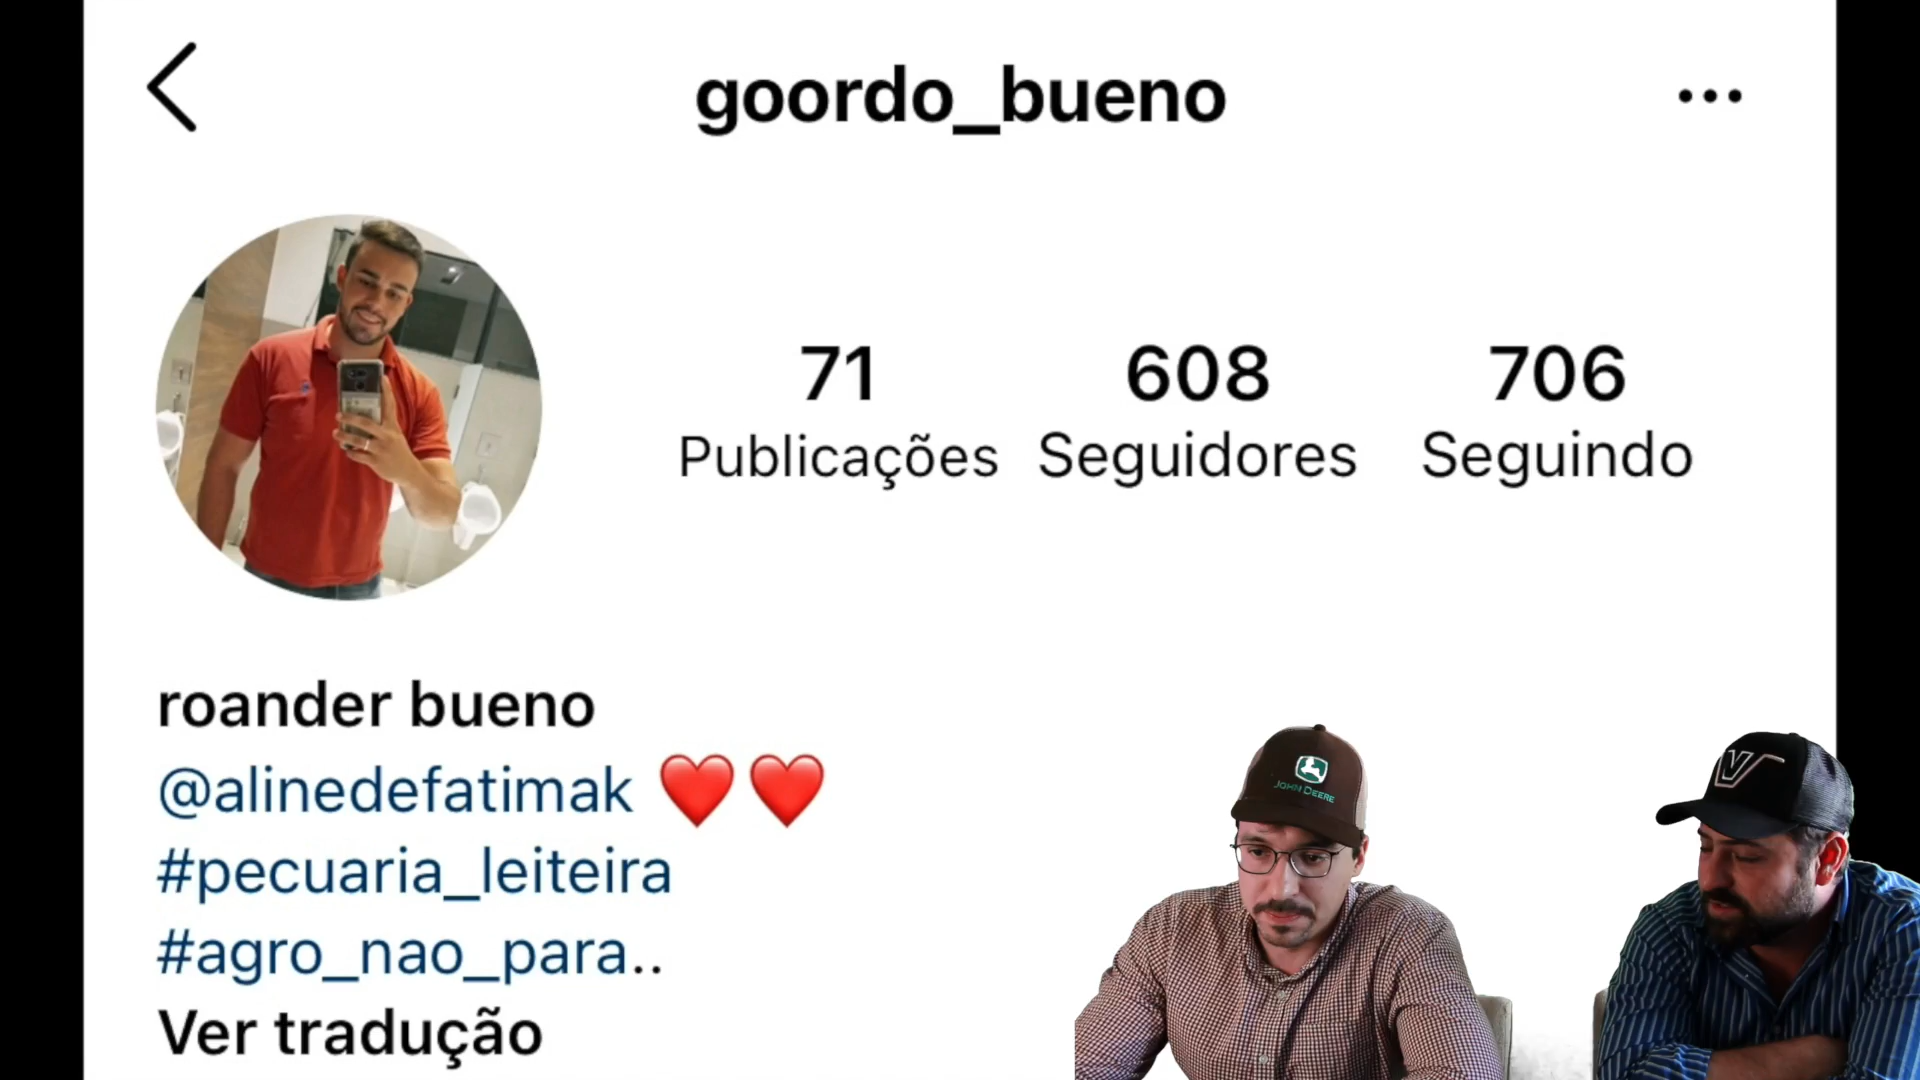 goordo_bueno
71 608 706
Publicações Seguidores Seguindo
roander bueno
@alinedefatimak
#pecuaria_leiteira
#agro_nao_para..
Ver tradução
JOHN DEERE